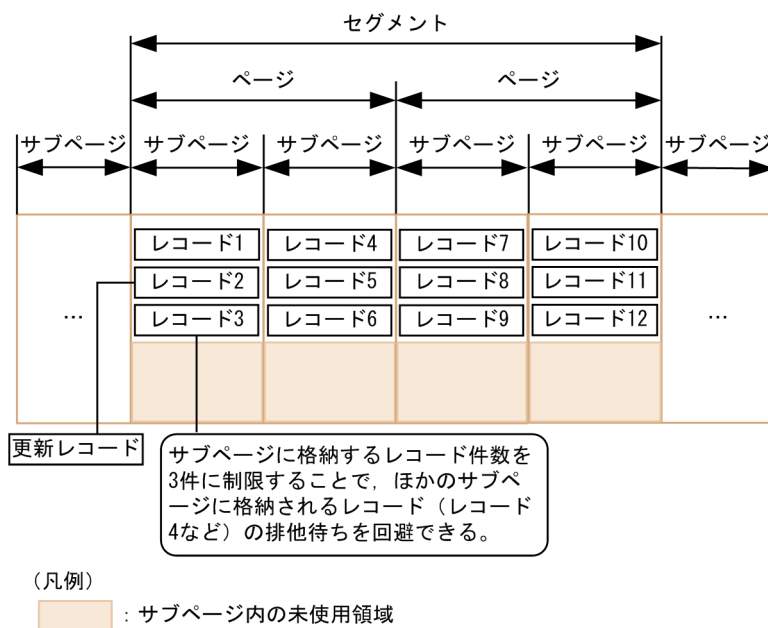 セグメント
ページ
ページ
サブページ
サブページ
サブページ
サブページ
サブページ
サブページ
レコード1
レコード4
レコード7
レコード10
レコード2
レコード5
レコード8
レコード11
…
レコード3
レコード6
レコード9
レコード12
…
更新レコード
サブページに格納するレコード件数を
3件に制限することで，ほかのサブペ
ージに格納されるレコード（レコード
4など）の排他待ちを回避できる。
（凡例）
：サブページ内の未使用領域